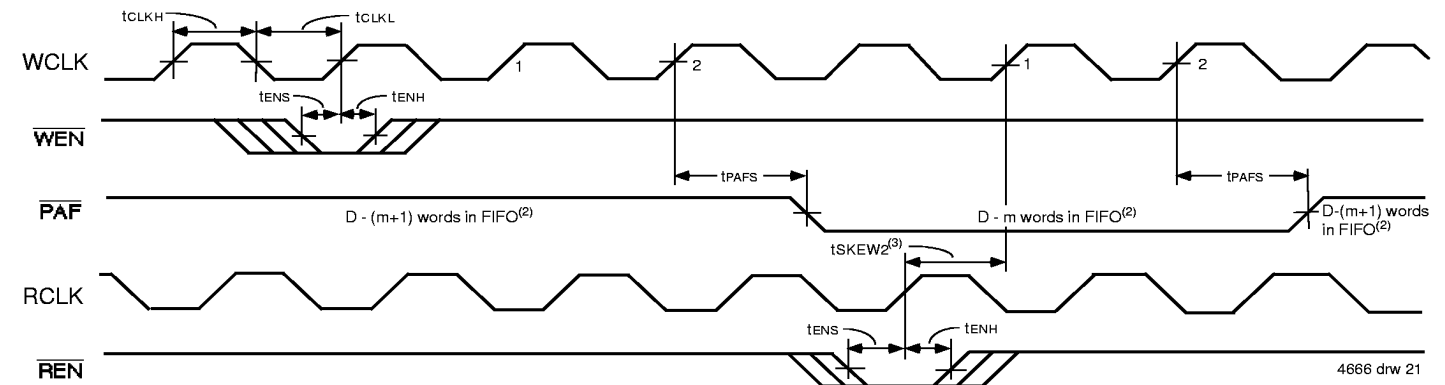 tCLKH
tCLKL
WCLK
1
2
1
2
tENS
tENH
WEN
tPAFS
tPAFS
PAF
D - (m+1) words in FIFO(2)
D - m words in FIFO(2)
D-(m+1) words
in FIFO(2)
tSKEW2(3)
RCLK
tENS
tENH
REN
4666 drw 21